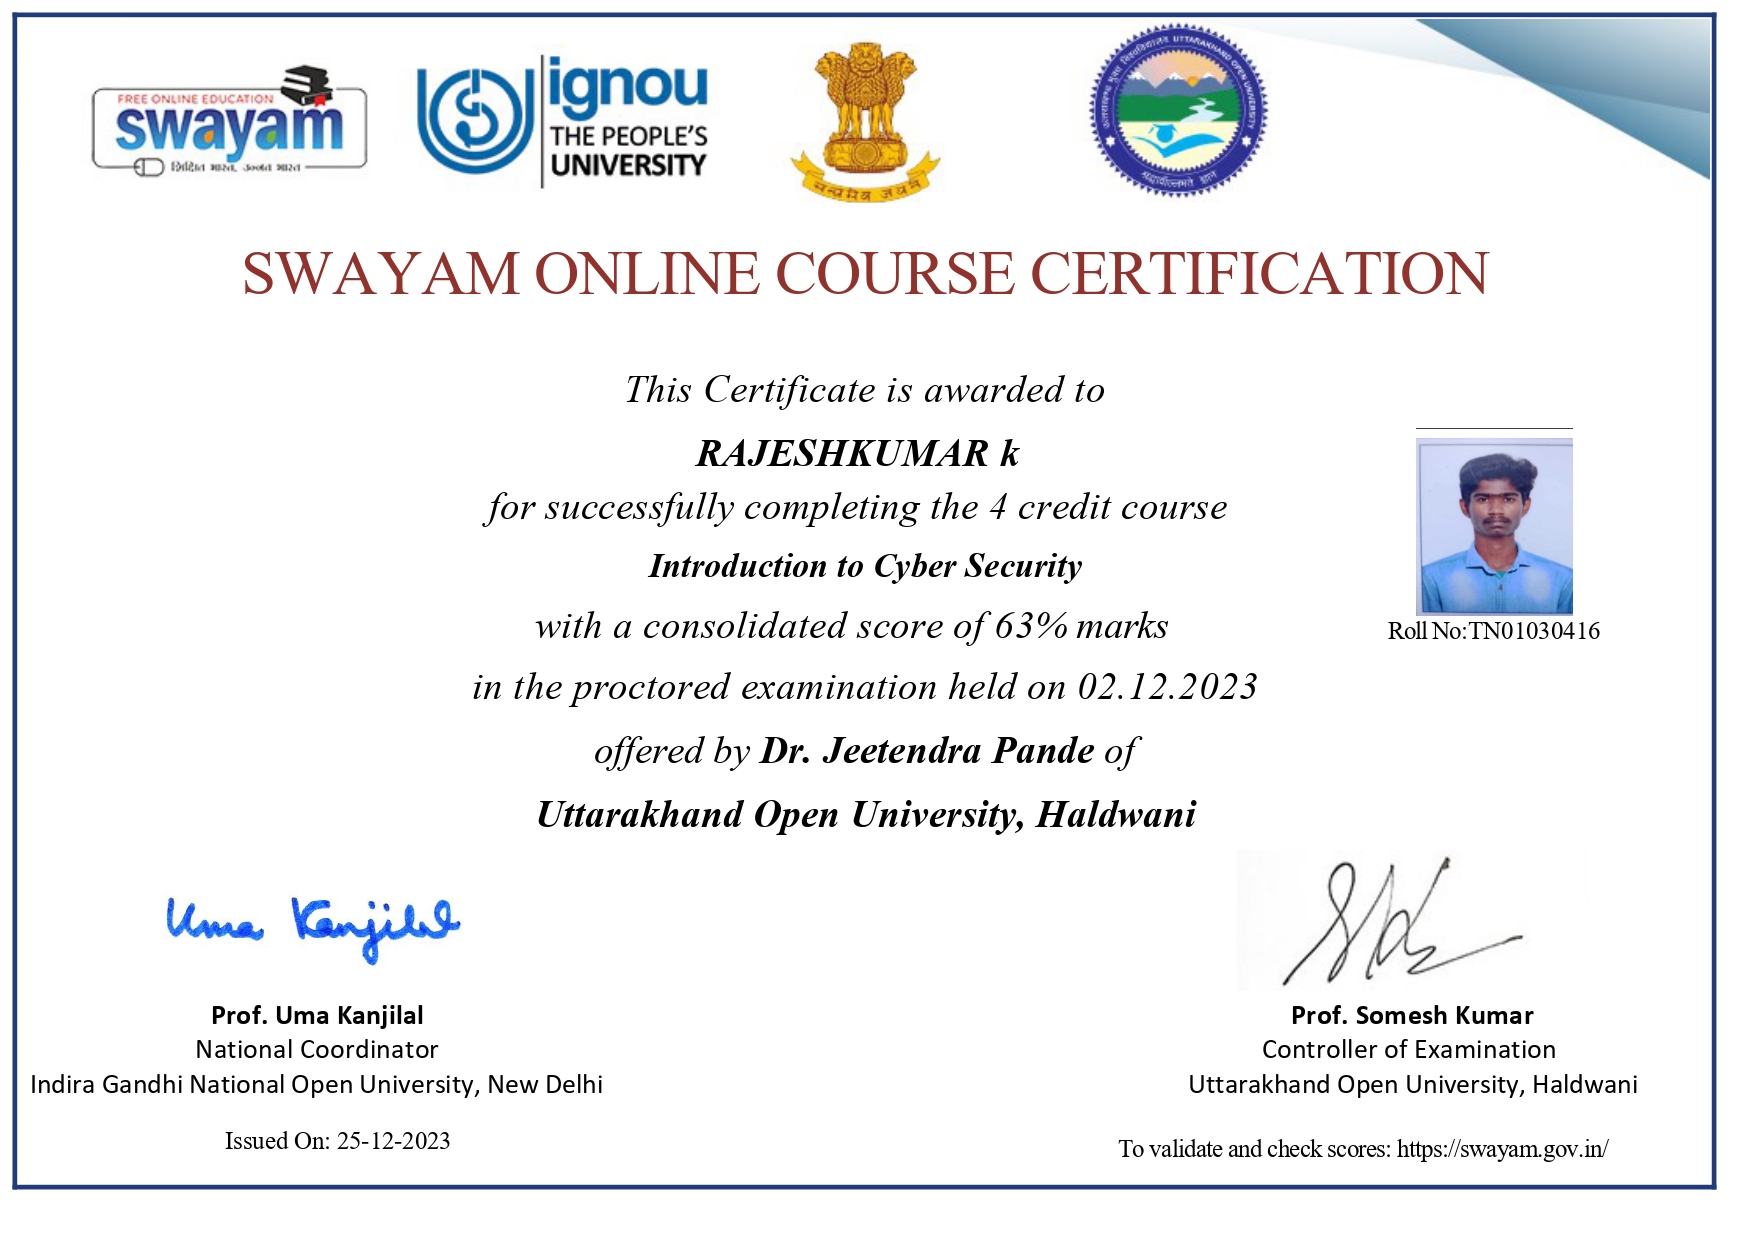 FREE ONLINE EDUCATION
swayam
ignou
THE PEOPLE'S
UNIVERSITY
सत्यमेव जयते
UTTARAKHAND OPEN UNIVERSITY
SWAYAM ONLINE COURSE CERTIFICATION
This Certificate is awarded to
RAJESHKUMAR k
for successfully completing the 4 credit course
Introduction to Cyber Security
with a consolidated score of 63% marks
Roll No:TN01030416
in the proctored examination held on 02.12.2023
offered by Dr. Jeetendra Pande of
Uttarakhand Open University, Haldwani
Uma Kanjilal
Prof. Uma Kanjilal
National Coordinator
Indira Gandhi National Open University, New Delhi
Issued On: 25-12-2023
Prof. Somesh Kumar
Controller of Examination
Uttarakhand Open University, Haldwani
To validate and check scores: https://swayam.gov.in/